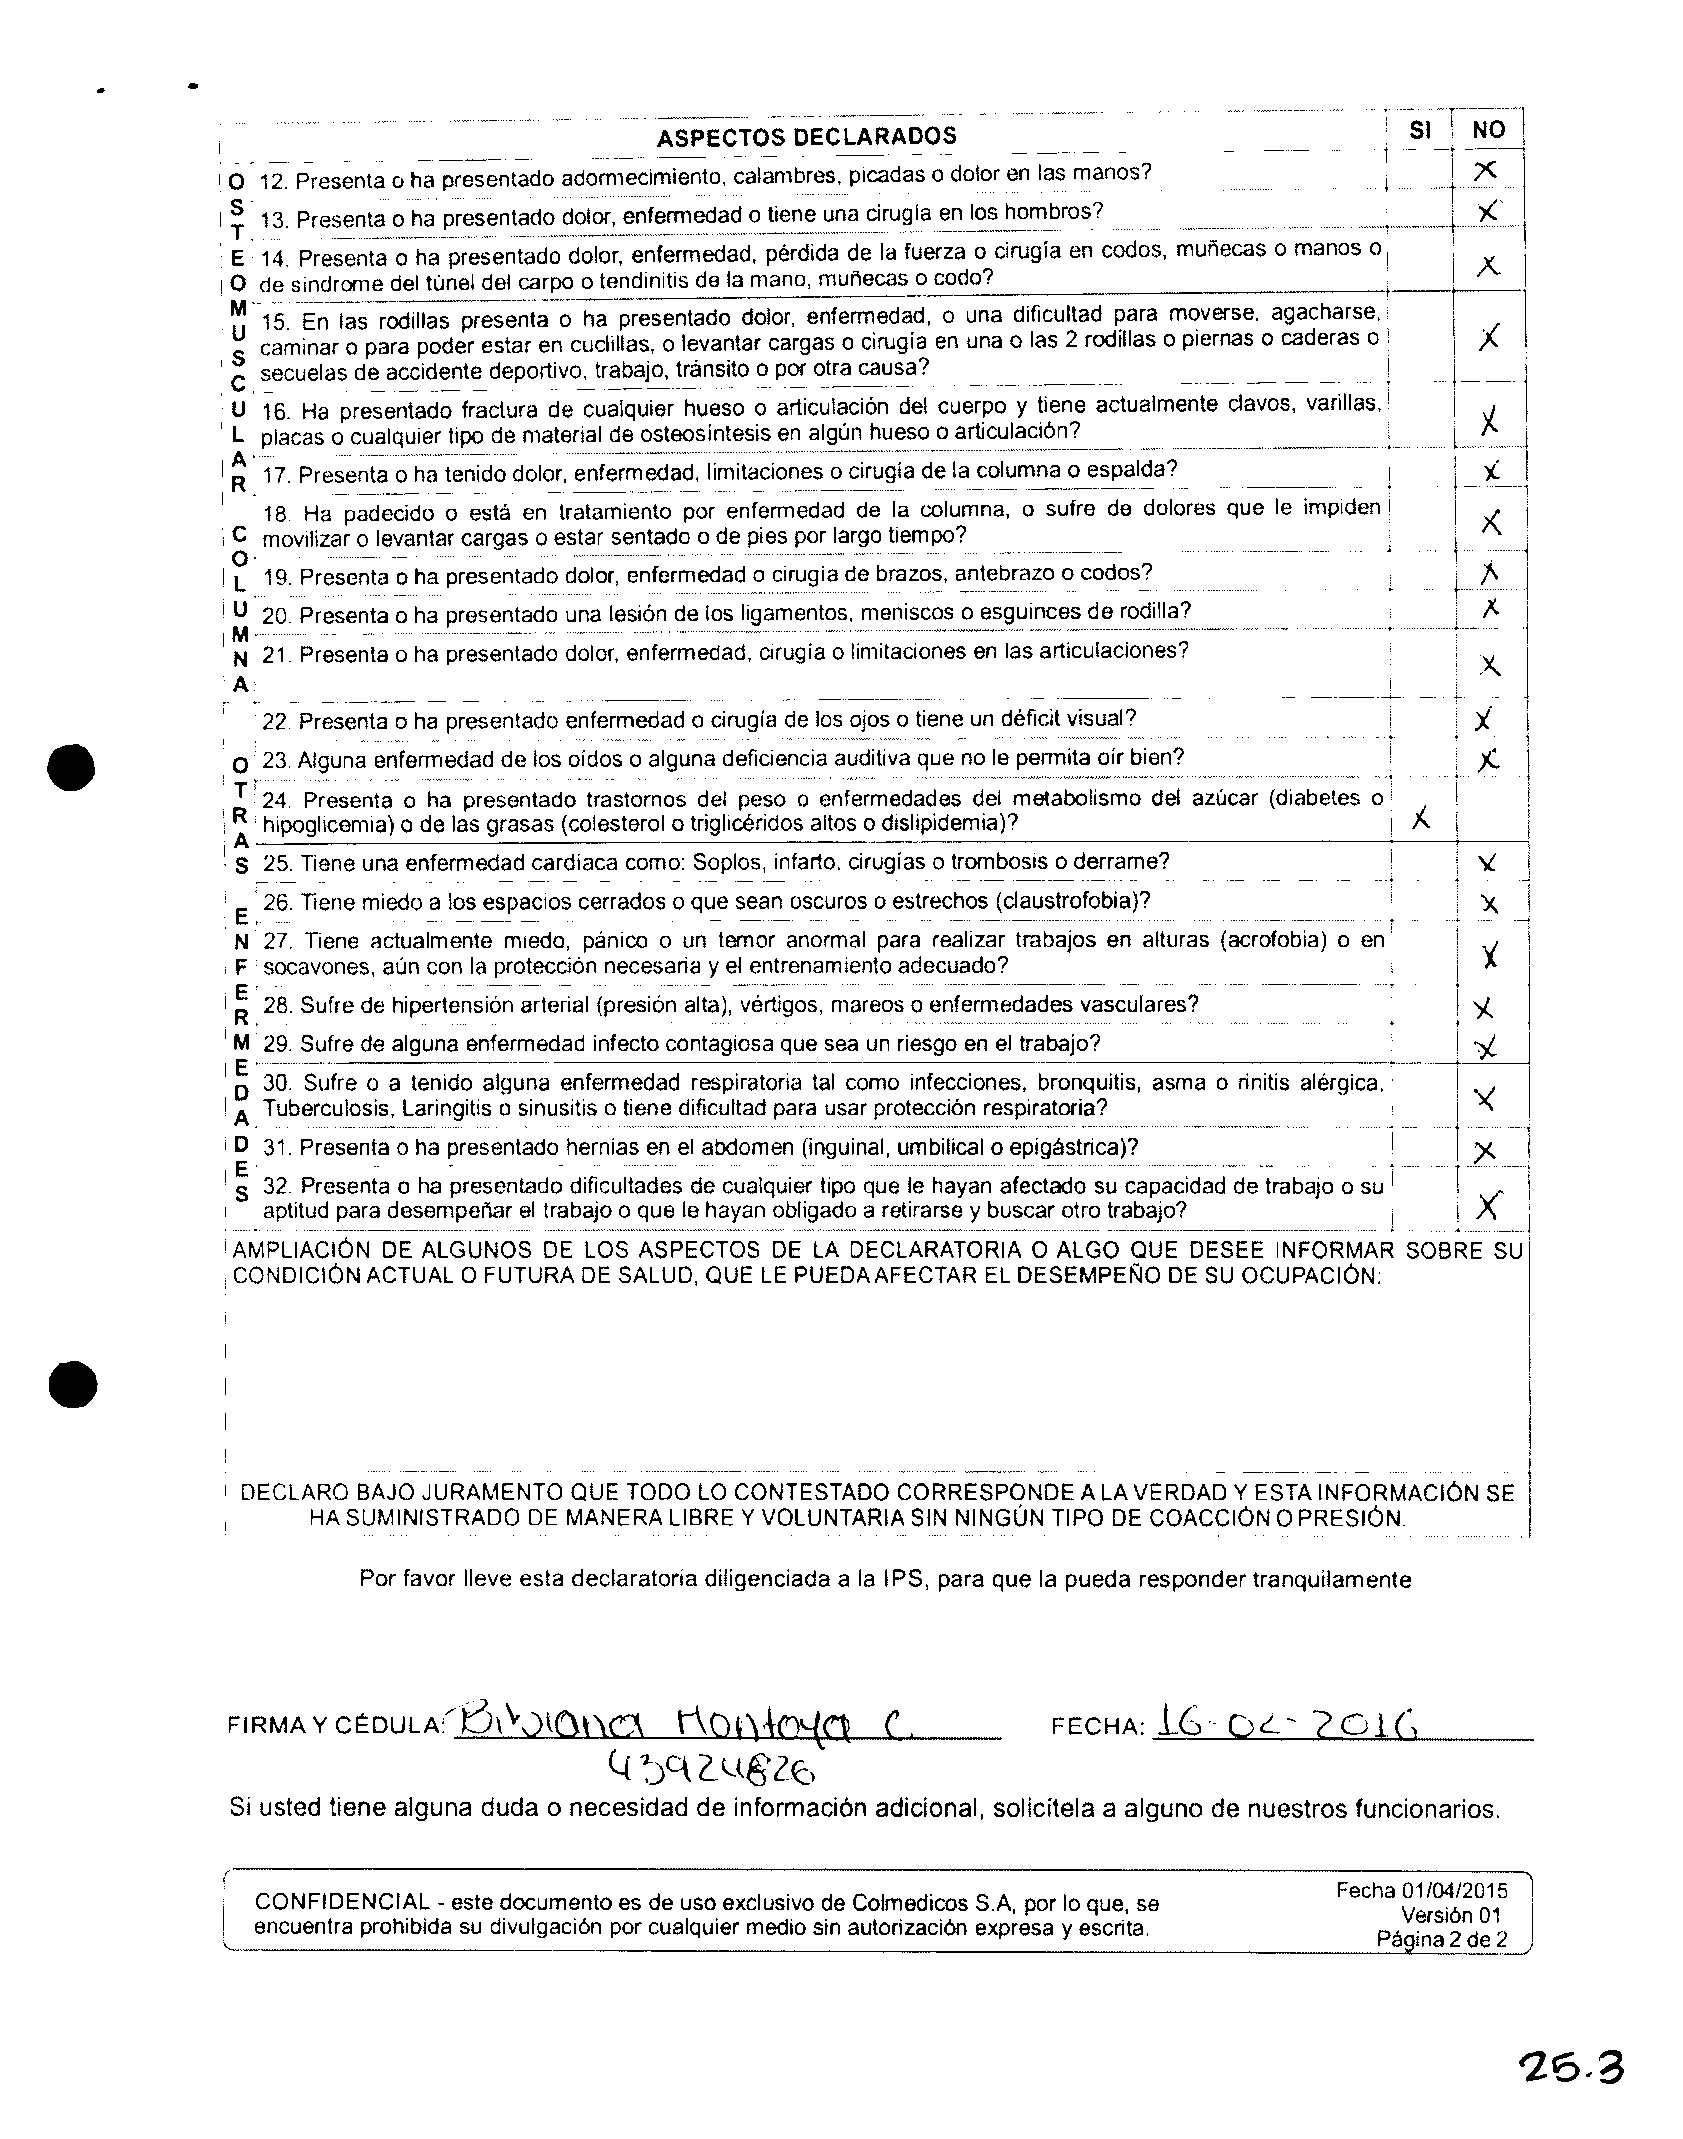 ASPECTOS DECLARADOS SI NO
12. Presenta o ha presentado adormecimiento, calambres, picadas o dolor en las manos? X
13. Presenta o ha presentado dolor, enfermedad o tiene una cirugía en los hombros? X
14. Presenta o ha presentado dolor, enfermedad, pérdida de la fuerza o cirugía en codos, muñecas o manos o
de síndrome del túnel del carpo o tendinitis de la mano, muñecas o codo? X
15. En las rodillas presenta o ha presentado dolor, enfermedad, o una dificultad para moverse, agacharse,
caminar o para poder estar en cuclillas, o levantar cargas o cirugía en una o las 2 rodillas o piernas o caderas o X
secuelas de accidente deportivo, trabajo, tránsito o por otra causa?
16. Ha presentado fractura de cualquier hueso o articulación del cuerpo y tiene actualmente clavos, varillas,
placas o cualquier tipo de material de osteosíntesis en algún hueso o articulación? X
17. Presenta o ha tenido dolor, enfermedad, limitaciones o cirugía de la columna o espalda? X
18. Ha padecido o está en tratamiento por enfermedad de la columna, o sufre de dolores que le impiden
movilizar o levantar cargas o estar sentado o de pies por largo tiempo? X
19. Presenta o ha presentado dolor, enfermedad o cirugia de brazos, antebrazo o codos? X
20. Presenta o ha presentado una lesión de los ligamentos, meniscos o esguinces de rodilla? X
21. Presenta o ha presentado dolor, enfermedad, cirugía o limitaciones en las articulaciones? X
OSTEOMUSCULAR COLUMNA
22. Presenta o ha presentado enfermedad o cirugía de los ojos o tiene un déficit visual? X
23. Alguna enfermedad de los oídos o alguna deficiencia auditiva que no le permita oír bien? X
24. Presenta o ha presentado trastornos del peso o enfermedades del metabolismo del azúcar (diabetes o
hipoglicemia) o de las grasas (colesterol o triglicéridos altos o dislipidemia)? X
25. Tiene una enfermedad cardiaca como: Soplos, infarto, cirugías o trombosis o derrame? X
26. Tiene miedo a los espacios cerrados o que sean oscuros o estrechos (claustrofobia)? X
27. Tiene actualmente miedo, pánico o un temor anormal para realizar trabajos en alturas (acrofobia) o en
socavones, aún con la protección necesaria y el entrenamiento adecuado? X
28. Sufre de hipertensión arterial (presión alta), vértigos, mareos o enfermedades vasculares? X
29. Sufre de alguna enfermedad infecto contagiosa que sea un riesgo en el trabajo? X
30. Sufre o a tenido alguna enfermedad respiratoria tal como infecciones, bronquitis, asma o rinitis alérgica,
Tuberculosis, Laringitis o sinusitis o tiene dificultad para usar protección respiratoria? X
31. Presenta o ha presentado hernias en el abdomen (inguinal, umbilical o epigástrica)? X
32. Presenta o ha presentado dificultades de cualquier tipo que le hayan afectado su capacidad de trabajo o su
aptitud para desempeñar el trabajo o que le hayan obligado a retirarse y buscar otro trabajo? X
OTRAS ENFERMEDADES
AMPLIACIÓN DE ALGUNOS DE LOS ASPECTOS DE LA DECLARATORIA O ALGO QUE DESEE INFORMAR SOBRE SU
CONDICIÓN ACTUAL O FUTURA DE SALUD, QUE LE PUEDA AFECTAR EL DESEMPEÑO DE SU OCUPACIÓN:
DECLARO BAJO JURAMENTO QUE TODO LO CONTESTADO CORRESPONDE A LA VERDAD Y ESTA INFORMACIÓN SE
HA SUMINISTRADO DE MANERA LIBRE Y VOLUNTARIA SIN NINGÚN TIPO DE COACCIÓN O PRESIÓN.
Por favor lleve esta declaratoria diligenciada a la IPS, para que la pueda responder tranquilamente
FIRMA Y CÉDULA: Bibiana Montoya C FECHA: 16-02-2016
43924826
Si usted tiene alguna duda o necesidad de información adicional, solicítela a alguno de nuestros funcionarios.
CONFIDENCIAL - este documento es de uso exclusivo de Colmedicos S.A, por lo que, se
encuentra prohibida su divulgación por cualquier medio sin autorización expresa y escrita.
Fecha 01/04/2015
Versión 01
Página 2 de 2
25.3